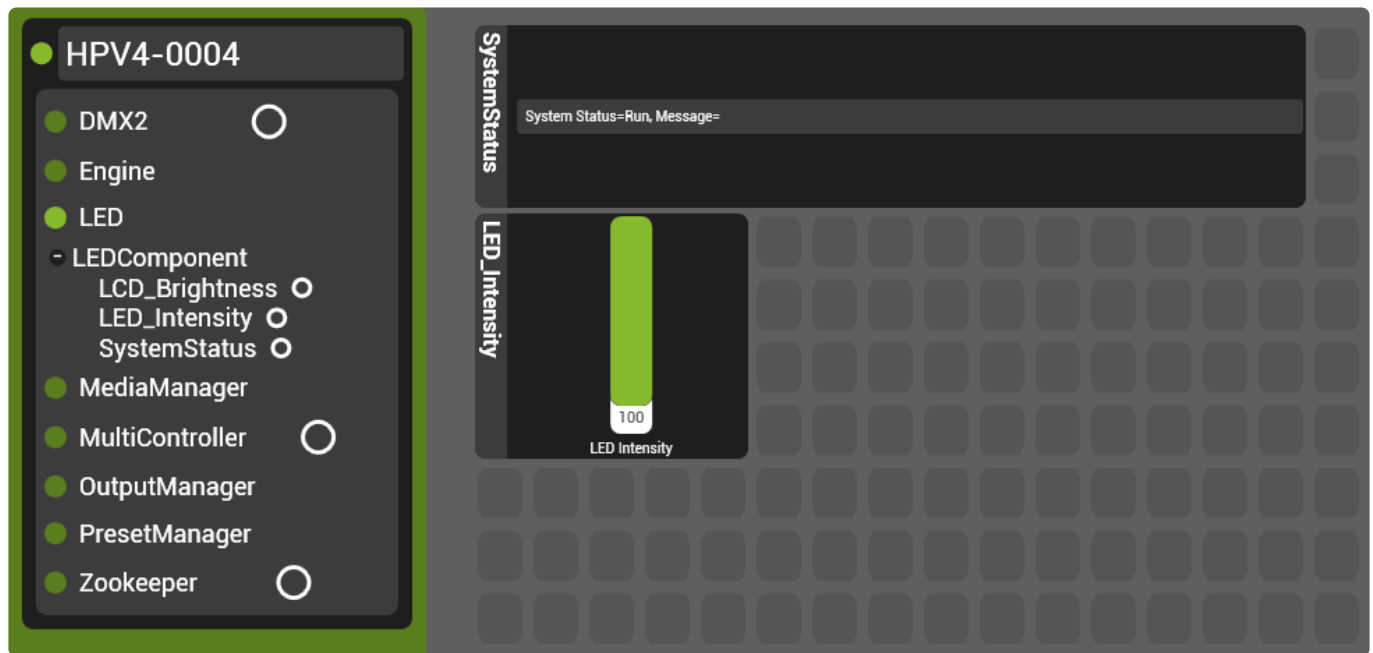 HPV4-0004
DMX2
Engine
LED
- LEDComponent
LCD_Brightness
LED_Intensity
SystemStatus
MediaManager
MultiController
OutputManager
PresetManager
Zookeeper
SystemStatus
System Status=Run, Message=
LED_Intensity
100
LED Intensity